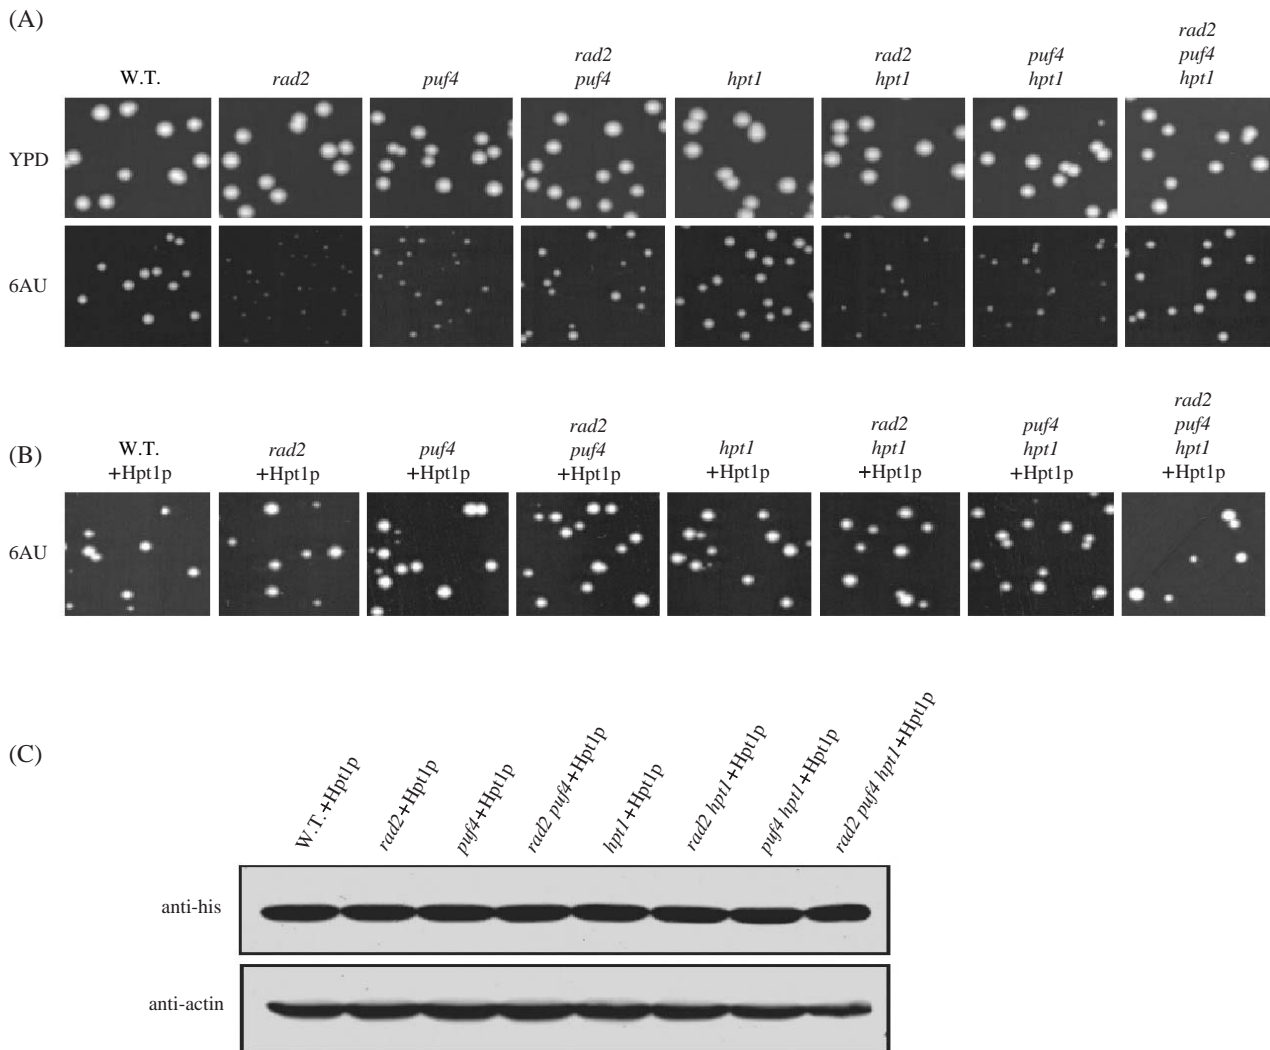 (A)
W.T.
rad2
puf4
rad2
puf4
hpt1
rad2
hpt1
puf4
hpt1
rad2
puf4
hpt1
YPD
6AU
(B)
W.T.
+Hpt1p
rad2
+Hpt1p
puf4
+Hpt1p
rad2
puf4
+Hpt1p
hpt1
+Hpt1p
rad2
hpt1
+Hpt1p
puf4
hpt1
+Hpt1p
rad2
puf4
hpt1
+Hpt1p
6AU
(C)
W.T.+Hpt1p
rad2+Hpt1p
puf4+Hpt1p
rad2 puf4+Hpt1p
hpt1+Hpt1p
rad2 hpt1+Hpt1p
puf4 hpt1+Hpt1p
rad2 puf4 hpt1+Hpt1p
anti-his
anti-actin